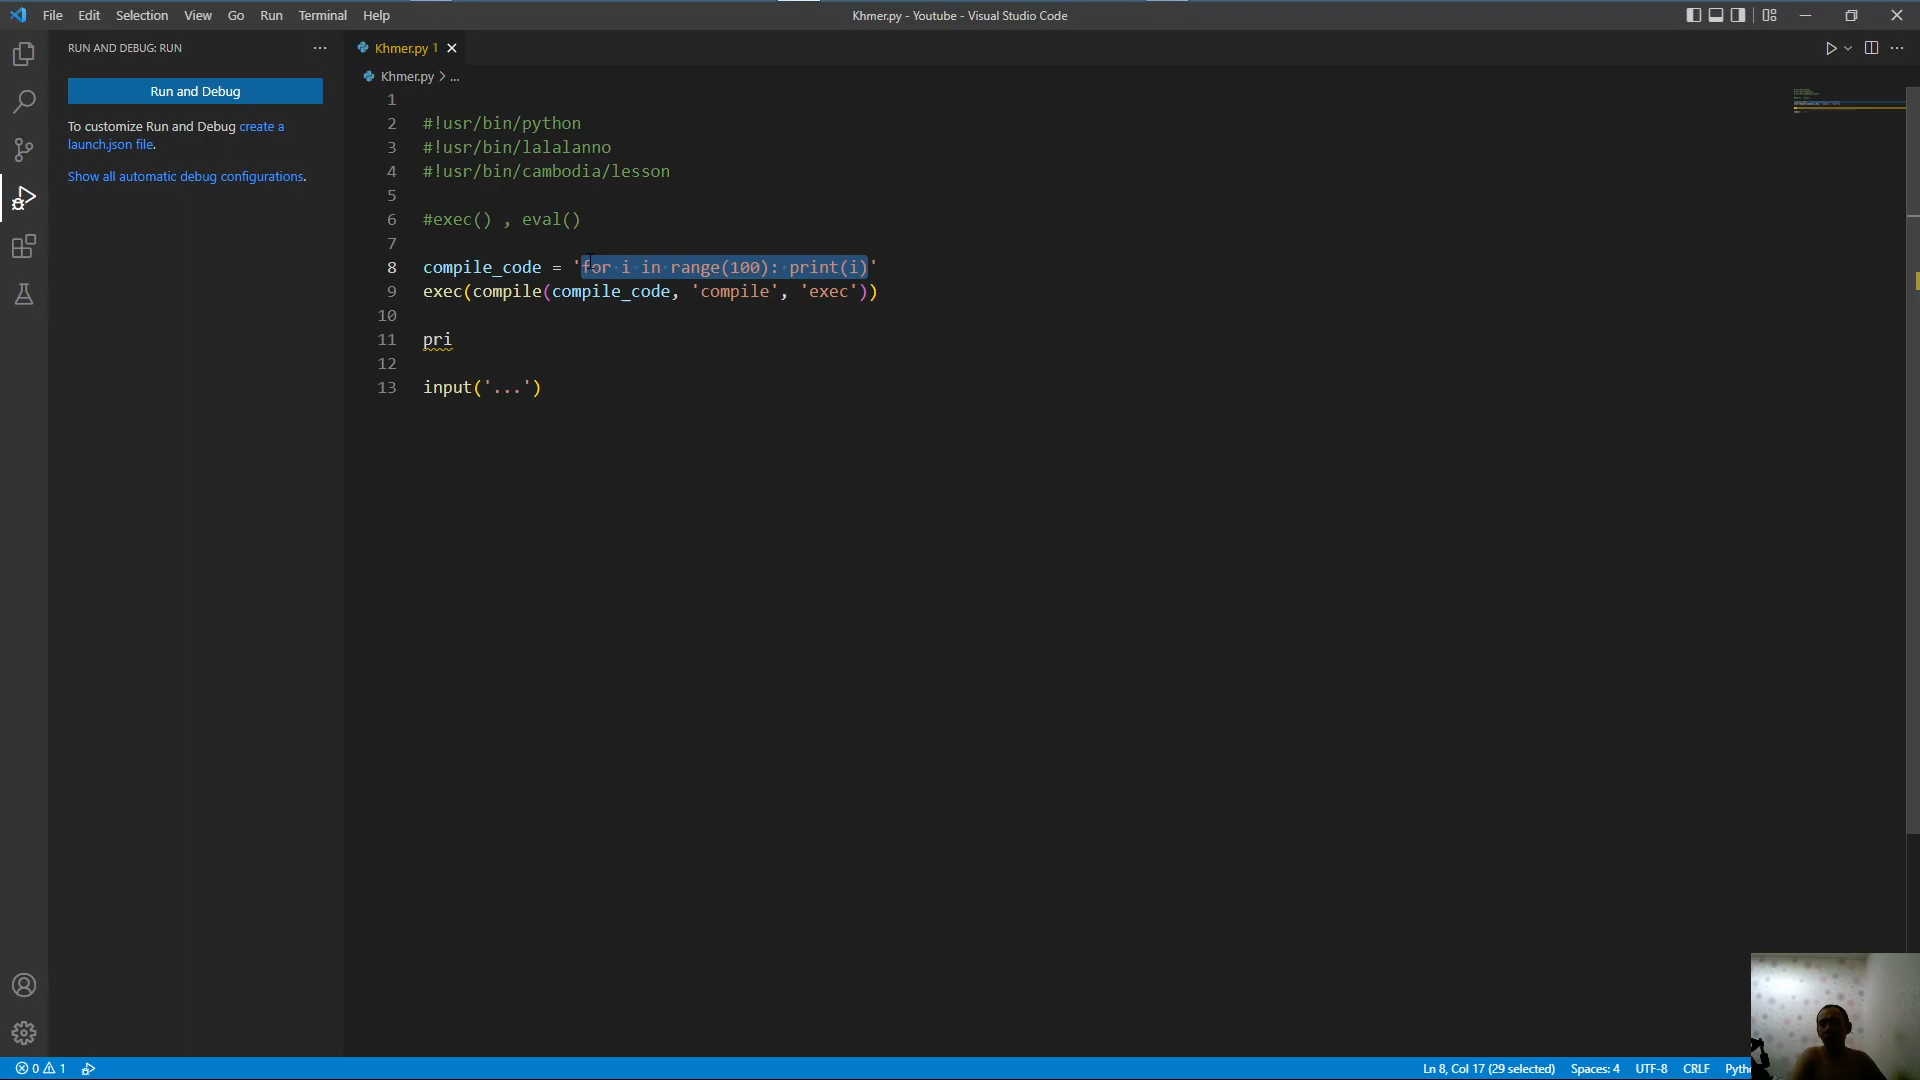 File Edit Selection View Go Run Terminal Help
Khmer.py - Youtube - Visual Studio Code
RUN AND DEBUG: RUN
Run and Debug
To customize Run and Debug create a
launch.json file.
Show all automatic debug configurations.
Khmer.py 1
Khmer.py > ...
1
2 #!usr/bin/python
3 #!usr/bin/lalalanno
4 #!usr/bin/cambodia/lesson
5
6 #exec() , eval()
7
8 compile_code = 'for i in range(100): print(i)'
9 exec(compile(compile_code, 'compile', 'exec'))
10
11 pri
12
13 input('...')
0 1
Ln 8, Col 17 (29 selected) Spaces: 4 UTF-8 CRLF